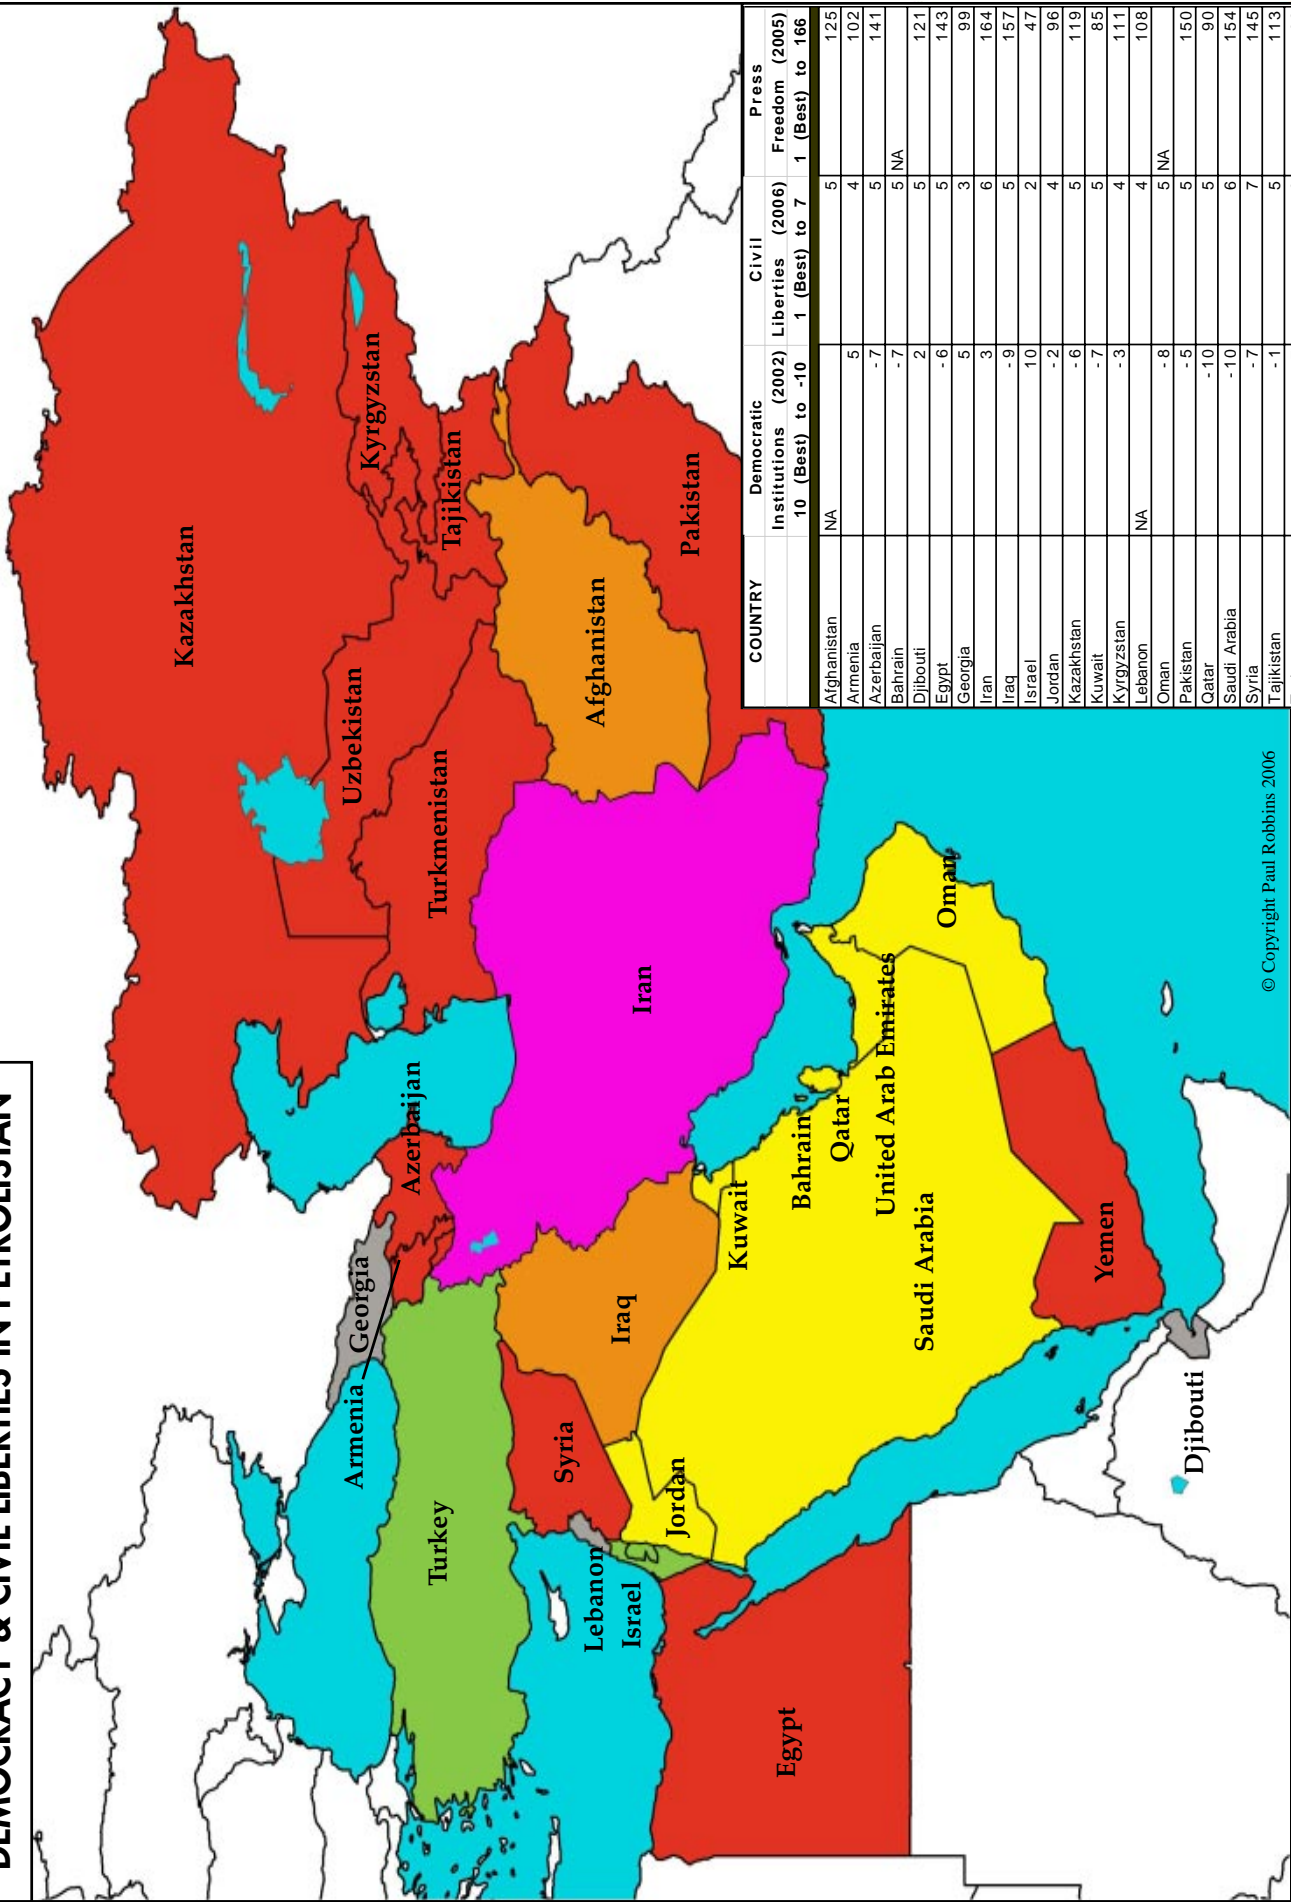 DEMOCRACY & CIVIL LIBERTIES IN PETROLISTAN
Kazakhstan
Georgia
Armenia
Uzbekistan
Kyrgyzstan
Azerbaijan
Turkey
Turkmenistan
Tajikistan
Syria
Lebanon
Israel
Iraq
Iran
Afghanistan
Jordan
Pakistan
Kuwait
Egypt
Bahrain
Qatar
United Arab Emirates
Saudi Arabia
Oman
Yemen
Djibouti
© Copyright Paul Robbins 2006
COUNTRY Democratic Civil Press
Institutions (2002) Liberties (2006) Freedom (2005)
10 (Best) to -10 1 (Best) to 7 1 (Best) to 166
Afghanistan NA 5 125
Armenia 5 4 102
Azerbaijan -7 5 141
Bahrain -7 5 NA
Djibouti 2 5 121
Egypt -6 5 143
Georgia 5 3 99
Iran 3 6 164
Iraq -9 5 157
Israel 10 2 47
Jordan -2 4 96
Kazakhstan -6 5 119
Kuwait -7 5 85
Kyrgyzstan -3 4 111
Lebanon NA 4 108
Oman -8 5 NA
Pakistan -5 5 150
Qatar -10 5 90
Saudi Arabia -10 6 154
Syria -7 7 145
Tajikistan -1 5 113